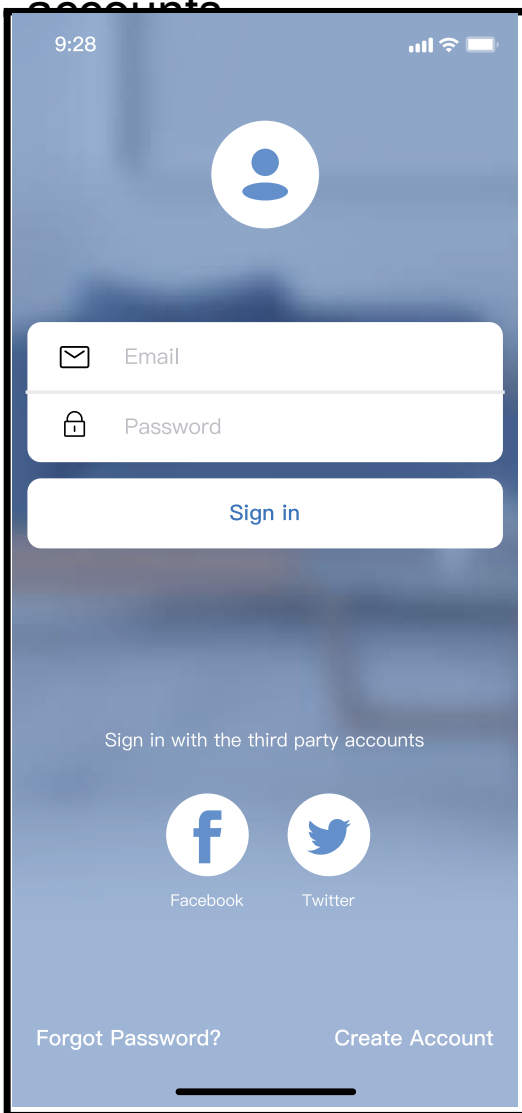 accounts
9:28
Email
Password
Sign in
Sign in with the third party accounts
Facebook Twitter
Forgot Password? Create Account